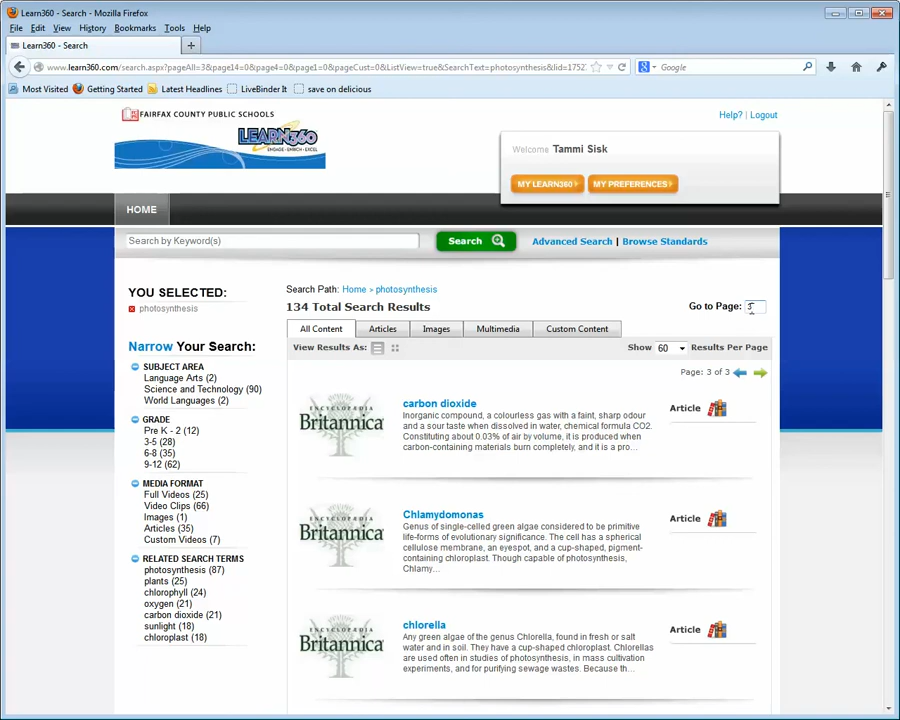 Learn360 - Search - Mozilla Firefox
File Edit View History Bookmarks Tools Help
Learn360 - Search
www.learn360.com/search.aspx?pageAll=3&page14=0&page4=0&page1=0&pageCust=0&ListView=true&SearchText=photosynthesis&lid=1752
Google
Most Visited Getting Started Latest Headlines LiveBinder It save on delicious
FAIRFAX COUNTY PUBLIC SCHOOLS
LEARN360
ENGAGE · ENRICH · EXCEL
Help? | Logout
Welcome Tammi Sisk
MY LEARN360 MY PREFERENCES
HOME
Search by Keyword(s) Search Advanced Search | Browse Standards
YOU SELECTED:
photosynthesis
Narrow Your Search:
SUBJECT AREA
Language Arts (2)
Science and Technology (90)
World Languages (2)
GRADE
Pre K - 2 (12)
3-5 (28)
6-8 (35)
9-12 (62)
MEDIA FORMAT
Full Videos (25)
Video Clips (66)
Images (1)
Articles (35)
Custom Videos (7)
RELATED SEARCH TERMS
photosynthesis (87)
plants (25)
chlorophyll (24)
oxygen (21)
carbon dioxide (21)
sunlight (18)
chloroplast (18)
Search Path: Home > photosynthesis
134 Total Search Results
Go to Page: 3
All Content Articles Images Multimedia Custom Content
View Results As: Show 60 Results Per Page
Page: 3 of 3
ENCYCLOPÆDIA
Britannica
carbon dioxide
Inorganic compound, a colourless gas with a faint, sharp odour
and a sour taste when dissolved in water, chemical formula CO2.
Constituting about 0.03% of air by volume, it is produced when
carbon-containing materials burn completely, and it is a pro...
Article
ENCYCLOPÆDIA
Britannica
Chlamydomonas
Genus of single-celled green algae considered to be primitive
life-forms of evolutionary significance. The cell has a spherical
cellulose membrane, an eyespot, and a cup-shaped, pigment-
containing chloroplast. Though capable of photosynthesis,
Chlamy...
Article
ENCYCLOPÆDIA
Britannica
chlorella
Any green algae of the genus Chlorella, found in fresh or salt
water and in soil. They have a cup-shaped chloroplast. Chlorellas
are used often in studies of photosynthesis, in mass cultivation
experiments, and for purifying sewage wastes. Because th...
Article